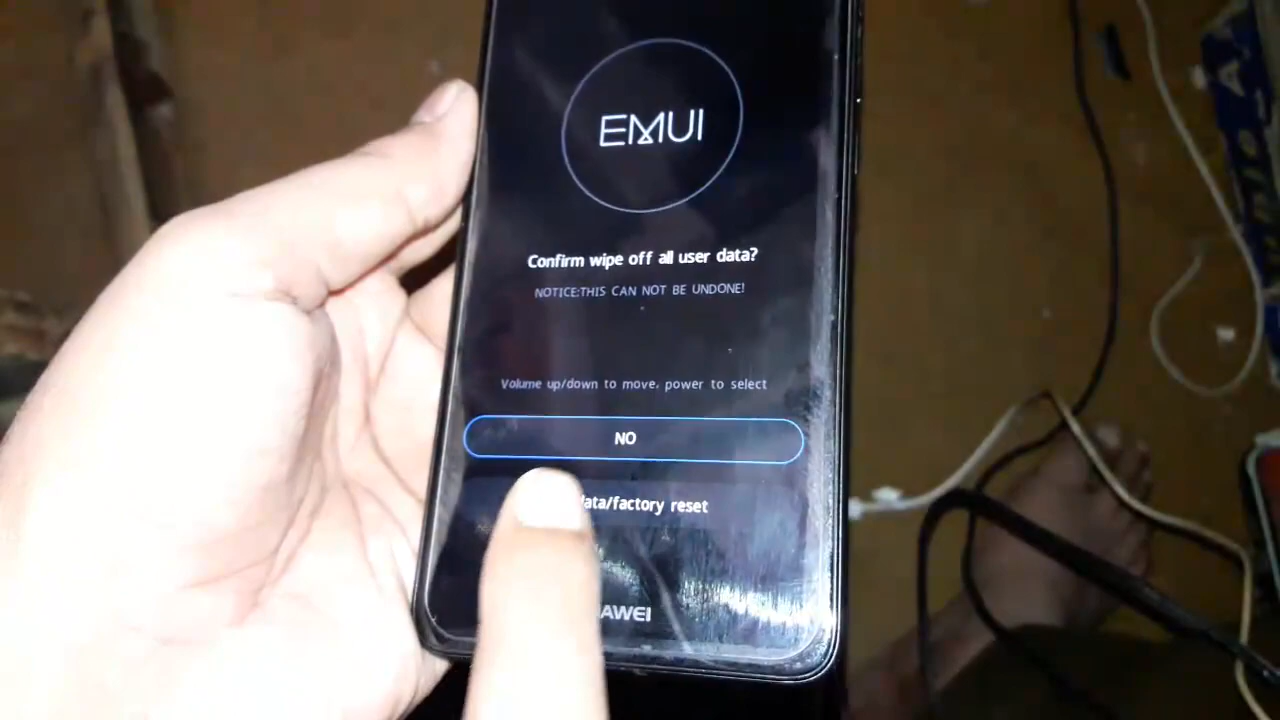 EMUI
Confirm wipe off all user data?
NOTICE:THIS CAN NOT BE UNDONE!
Volume up/down to move, power to select
NO
data/factory reset
AWEI